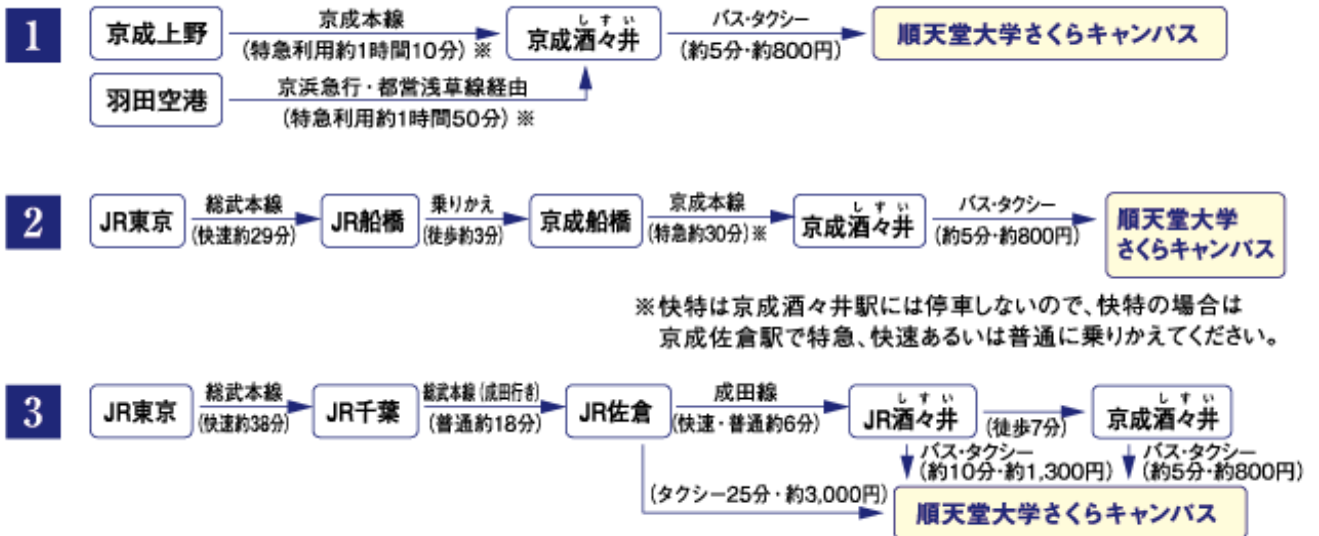 1
京成上野
京成本線
(特急利用約1時間10分)※
しすい
京成酒々井
バス・タクシー
(約5分・約800円)
順天堂大学さくらキャンパス
羽田空港
京浜急行・都営浅草線経由
(特急利用約1時間50分)※
2
JR東京
総武本線
(快速約29分)
JR船橋
乗りかえ
(徒歩約3分)
京成船橋
京成本線
(特急約30分)※
しすい
京成酒々井
バス・タクシー
(約5分・約800円)
順天堂大学
さくらキャンパス
※快特は京成酒々井駅には停車しないので、快特の場合は
京成佐倉駅で特急、快速あるいは普通に乗りかえてください。
3
JR東京
総武本線
(快速約38分)
JR千葉
総武本線(成田行き)
(普通約18分)
JR佐倉
成田線
(快速・普通約6分)
しすい
JR酒々井
(徒歩7分)
しすい
京成酒々井
バス・タクシー
(約10分・約1,300円)
バス・タクシー
(約5分・約800円)
(タクシー25分・約3,000円)
順天堂大学さくらキャンパス